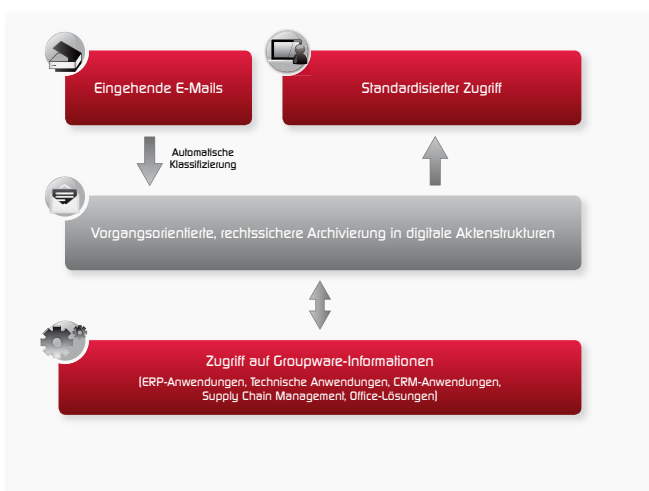 Eingehende E-Mails
Standardisierter Zugriff
Automatische
Klassifizierung
Vorgangsorientierte, rechtssichere Archivierung in digitale Aktenstrukturen
Zugriff auf Groupware-Informationen
(ERP-Anwendungen, Technische Anwendungen, CRM-Anwendungen,
Supply Chain Management, Office-Lösungen)